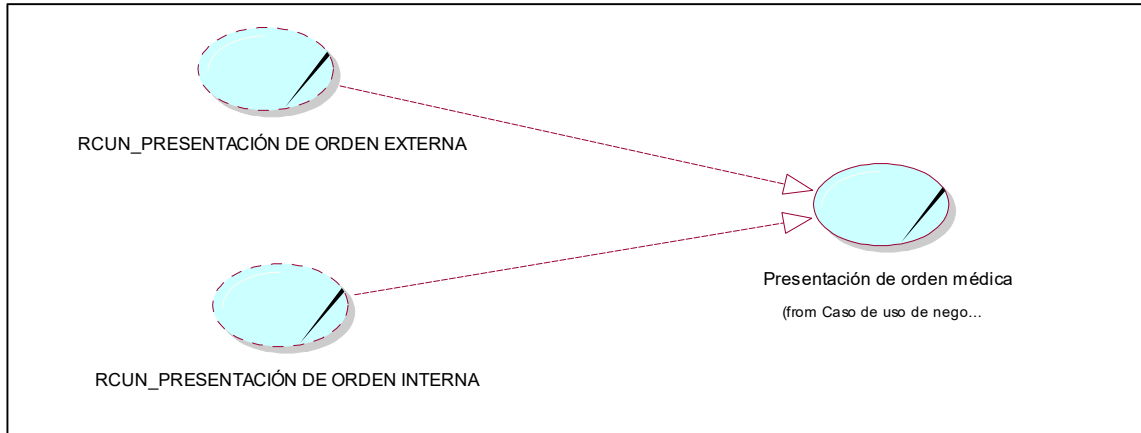 RCUN_PRESENTACIÓN DE ORDEN EXTERNA
Presentación de orden médica
(from Caso de uso de nego...
RCUN_PRESENTACIÓN DE ORDEN INTERNA